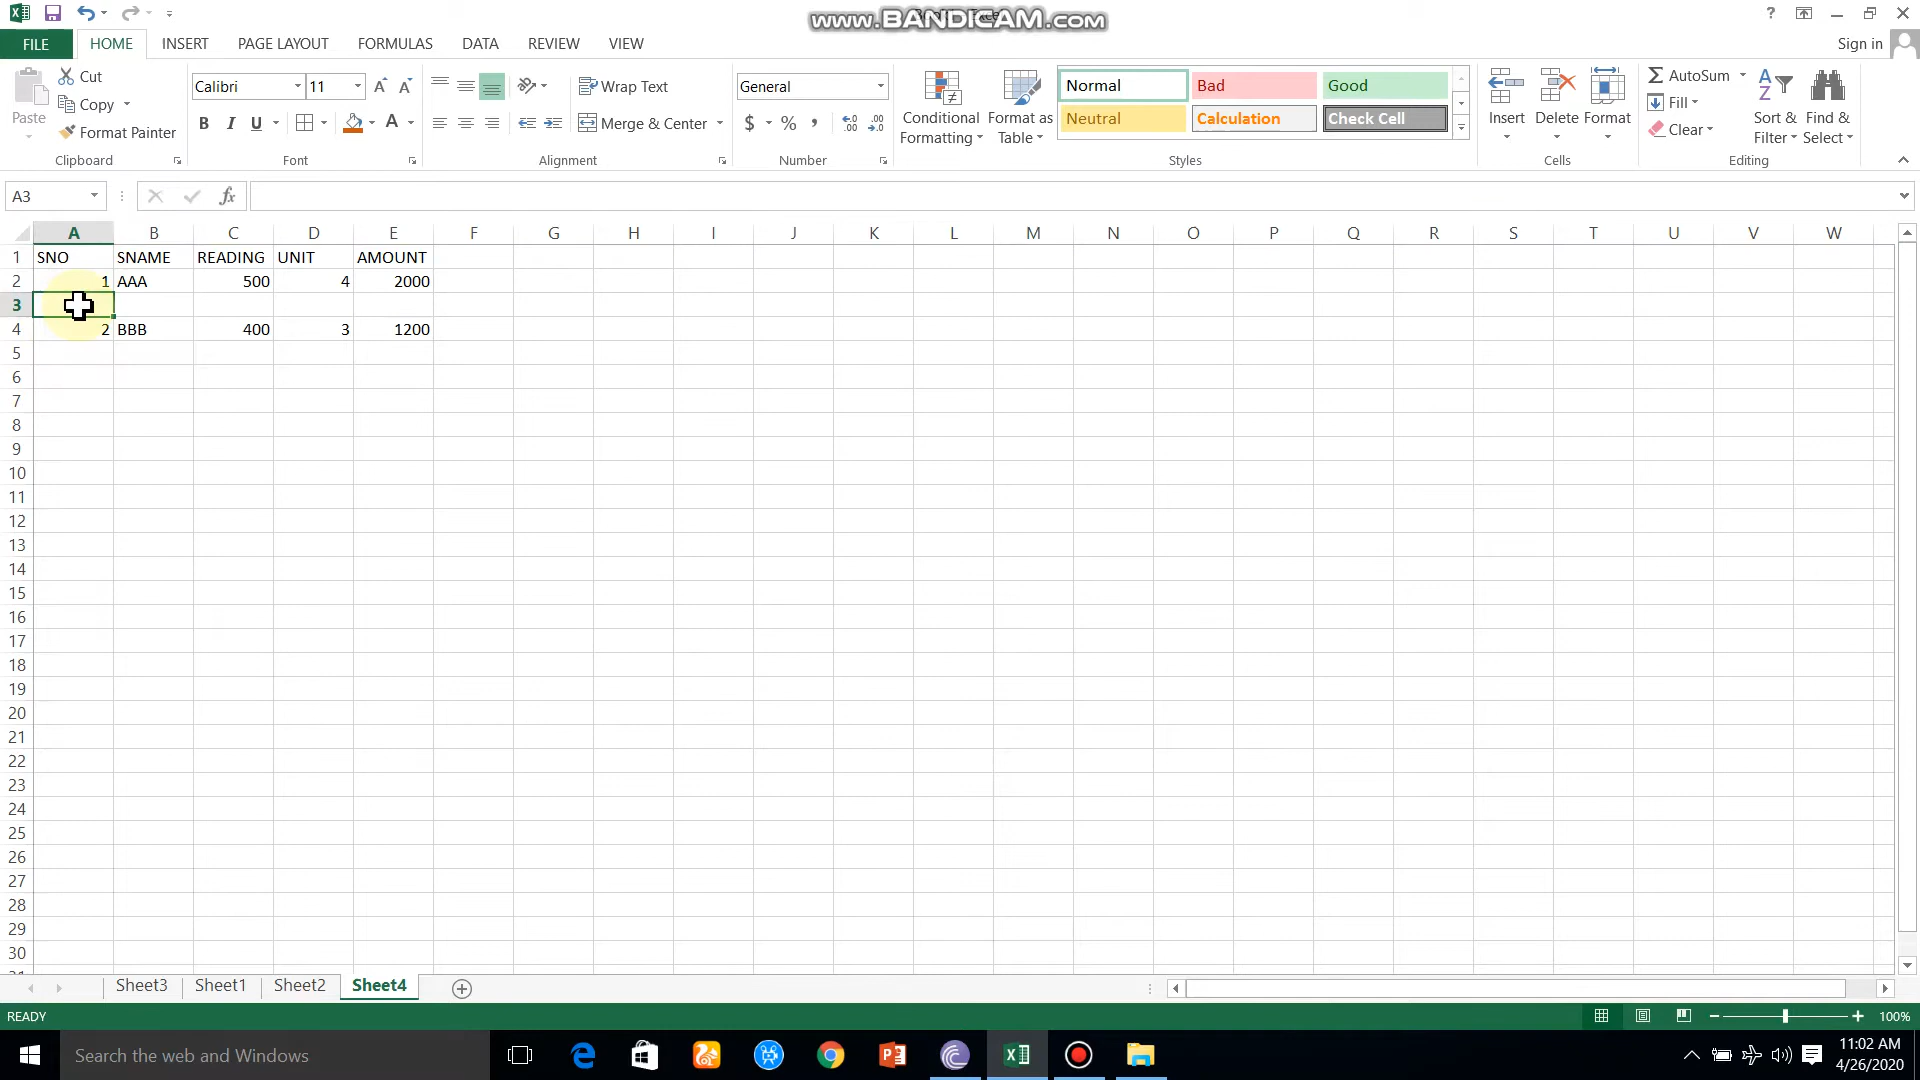 www.BANDICAM.com
FILE HOME INSERT PAGE LAYOUT FORMULAS DATA REVIEW VIEW
Sign in
Paste
Cut
Copy
Format Painter
Clipboard
Calibri 11
B I U
Font
Wrap Text
Merge & Center
Alignment
General
$ % ,
Number
Conditional Formatting
Format as Table
Normal Bad Good
Neutral Calculation Check Cell
Styles
Insert Delete Format
Cells
AutoSum
Fill
Clear
Sort & Filter
Find & Select
Editing
A3
fx
A B C D E F G H I J K L M N O P Q R S T U V W
1 SNO SNAME READING UNIT AMOUNT
2 1 AAA 500 4 2000
3
4 2 BBB 400 3 1200
5
6
7
8
9
10
11
12
13
14
15
16
17
18
19
20
21
22
23
24
25
26
27
28
29
30
Sheet3 Sheet1 Sheet2 Sheet4
READY
100%
Search the web and Windows
11:02 AM
4/26/2020